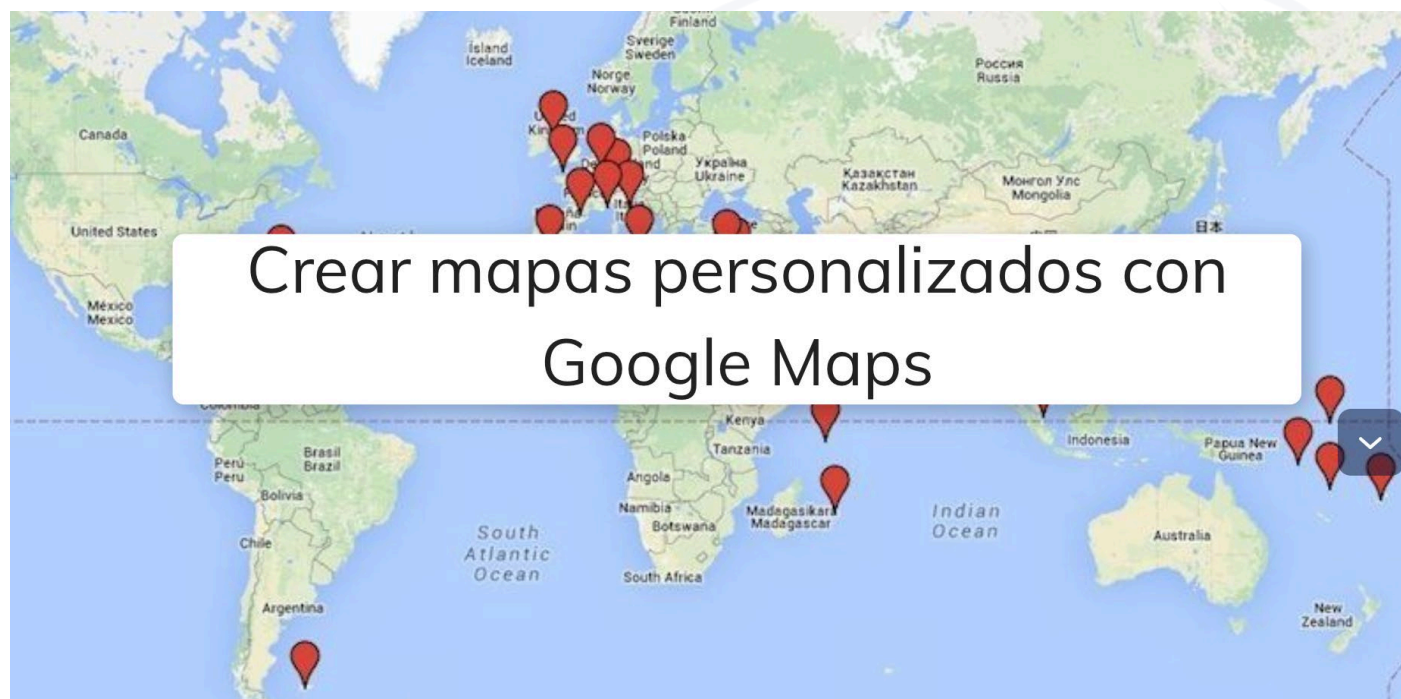 Finland
Ísland
Iceland
Sverige
Sweden
Norge
Norway
Россия
Russia
Canada
Polska
Poland
Україна
Ukraine
Қазақстан
Kazakhstan
Монгол Улс
Mongolia
United States
日本
Crear mapas personalizados con
Google Maps
México
Mexico
Colombia
Kenya
Tanzania
Indonesia
Papua New
Guinea
Brasil
Brazil
Perú
Peru
Bolivia
Angola
Namibia
Botswana
Madagasikara
Madagascar
Indian
Ocean
South
Atlantic
Ocean
Chile
Australia
South Africa
Argentina
New
Zealand